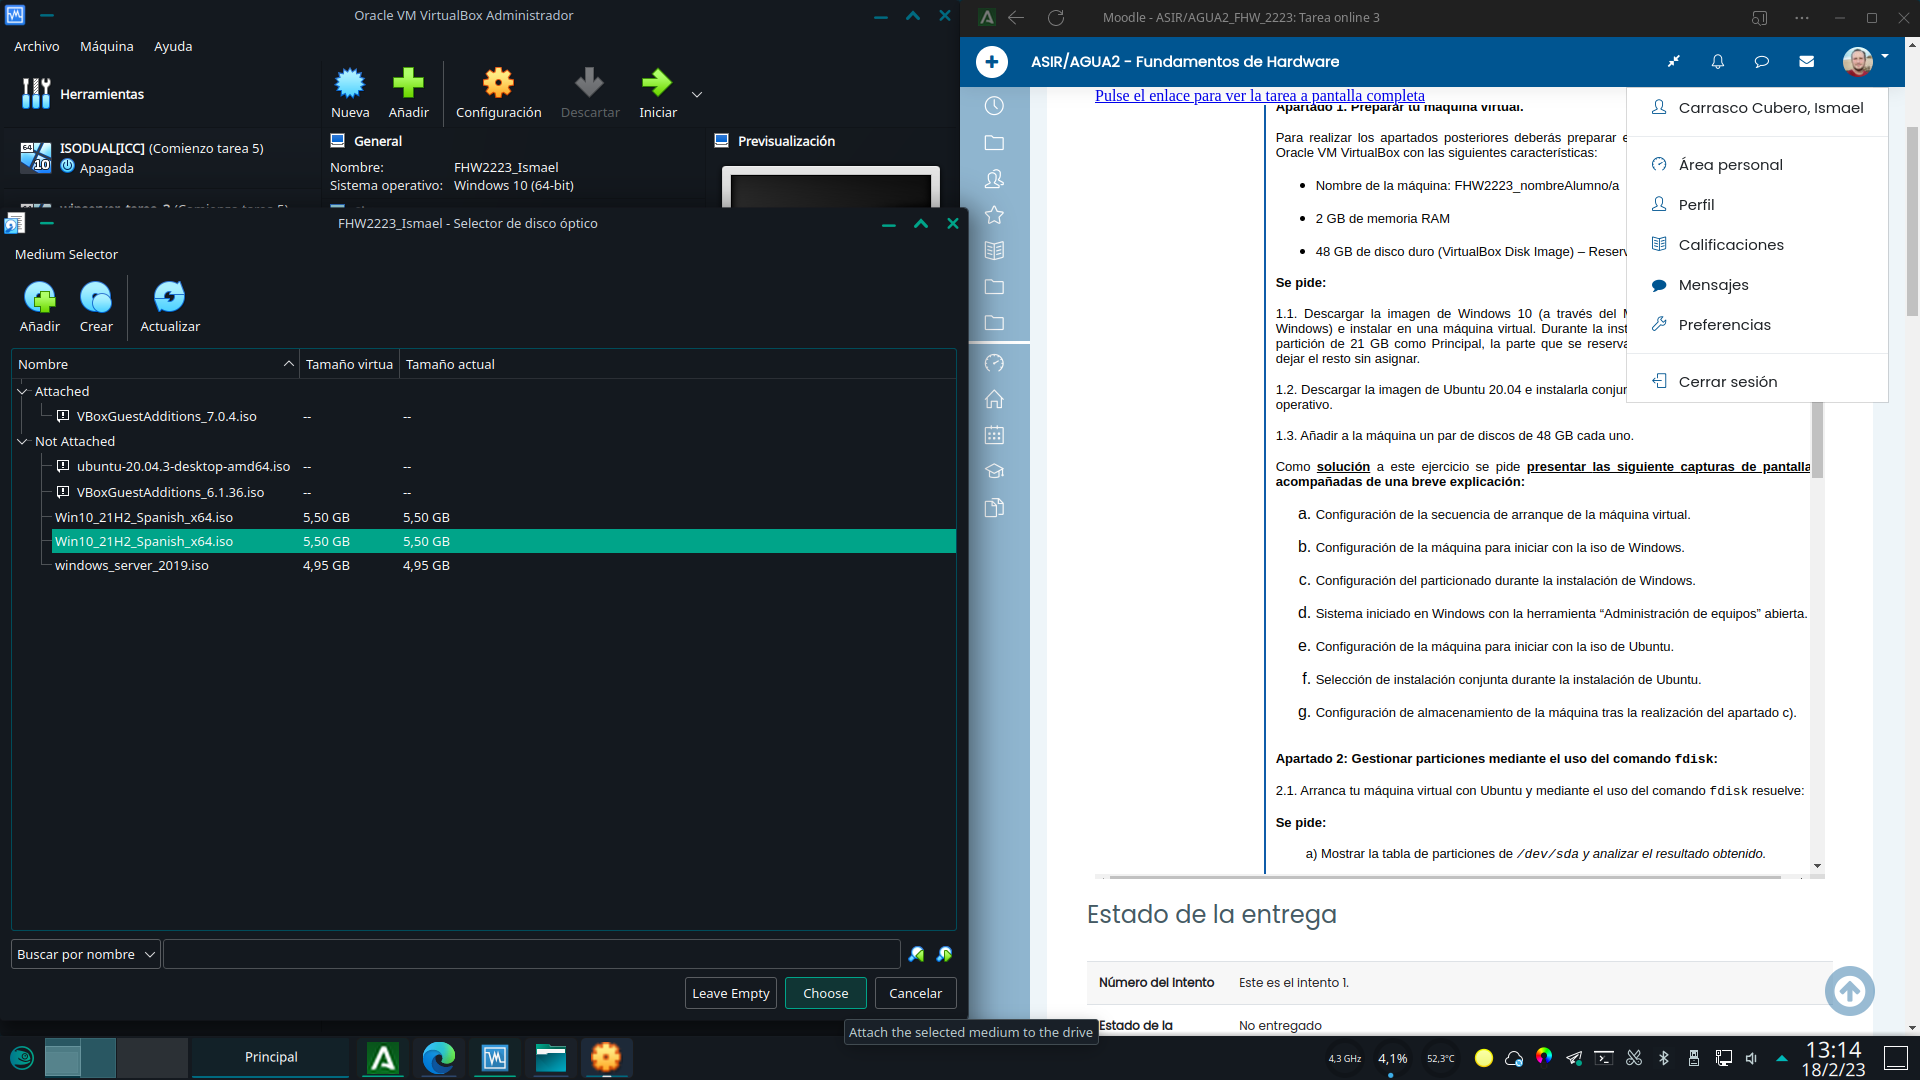 Oracle VM VirtualBox Administrador
Archivo Máquina Ayuda
Herramientas
Nueva Añadir Configuración Descartar Iniciar
ISODUAL[ICC] (Comienzo tarea 5)
Apagada
General
Nombre: FHW2223_Ismael
Sistema operativo: Windows 10 (64-bit)
Previsualización
FHW2223_Ismael - Selector de disco óptico
Medium Selector
Añadir Crear Actualizar
Nombre Tamaño virtua Tamaño actual
Attached
VBoxGuestAdditions_7.0.4.iso -- --
Not Attached
ubuntu-20.04.3-desktop-amd64.iso -- --
VBoxGuestAdditions_6.1.36.iso -- --
Win10_21H2_Spanish_x64.iso 5,50 GB 5,50 GB
Win10_21H2_Spanish_x64.iso 5,50 GB 5,50 GB
windows_server_2019.iso 4,95 GB 4,95 GB
Buscar por nombre
Leave Empty Choose Cancelar
Attach the selected medium to the drive
Moodle - ASIR/AGUA2_FHW_2223: Tarea online 3
ASIR/AGUA2 - Fundamentos de Hardware
Pulse el enlace para ver la tarea a pantalla completa
Apartado 1. Preparar tu máquina virtual.
Para realizar los apartados posteriores deberás preparar
Oracle VM VirtualBox con las siguientes características:
Nombre de la máquina: FHW2223_nombreAlumno/a
2 GB de memoria RAM
48 GB de disco duro (VirtualBox Disk Image) – Reserv
Se pide:
1.1. Descargar la imagen de Windows 10 (a través del
Windows) e instalar en una máquina virtual. Durante la inst
partición de 21 GB como Principal, la parte que se reserva
dejar el resto sin asignar.
1.2. Descargar la imagen de Ubuntu 20.04 e instalarla conjun
operativo.
1.3. Añadir a la máquina un par de discos de 48 GB cada uno.
Como solución a este ejercicio se pide presentar las siguiente capturas de pantalla
acompañadas de una breve explicación:
a. Configuración de la secuencia de arranque de la máquina virtual.
b. Configuración de la máquina para iniciar con la iso de Windows.
c. Configuración del particionado durante la instalación de Windows.
d. Sistema iniciado en Windows con la herramienta “Administración de equipos” abierta.
e. Configuración de la máquina para iniciar con la iso de Ubuntu.
f. Selección de instalación conjunta durante la instalación de Ubuntu.
g. Configuración de almacenamiento de la máquina tras la realización del apartado c).
Apartado 2: Gestionar particiones mediante el uso del comando fdisk:
2.1. Arranca tu máquina virtual con Ubuntu y mediante el uso del comando fdisk resuelve:
Se pide:
a) Mostrar la tabla de particiones de /dev/sda y analizar el resultado obtenido.
Carrasco Cubero, Ismael
Área personal
Perfil
Calificaciones
Mensajes
Preferencias
Cerrar sesión
Estado de la entrega
Número del Intento Este es el intento 1.
Estado de la No entregado
Principal
4,3 GHz 4,1% 52,3°C
13:14
18/2/23